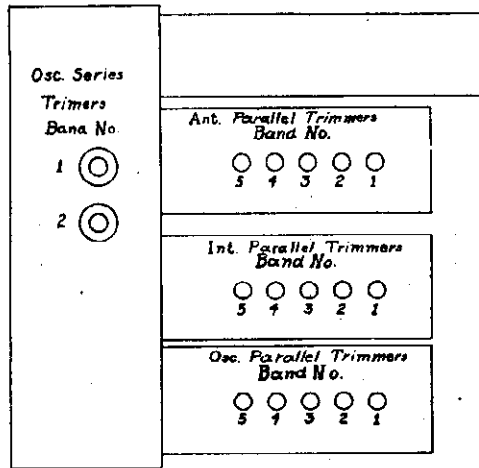 Osc. Series
Trimers
Band No.
1
2
Ant. Parallel Trimmers
Band No.
5 4 3 2 1
Int. Parallel Trimmers
Band No.
5 4 3 2 1
Osc. Parallel Trimmers
Band No.
5 4 3 2 1